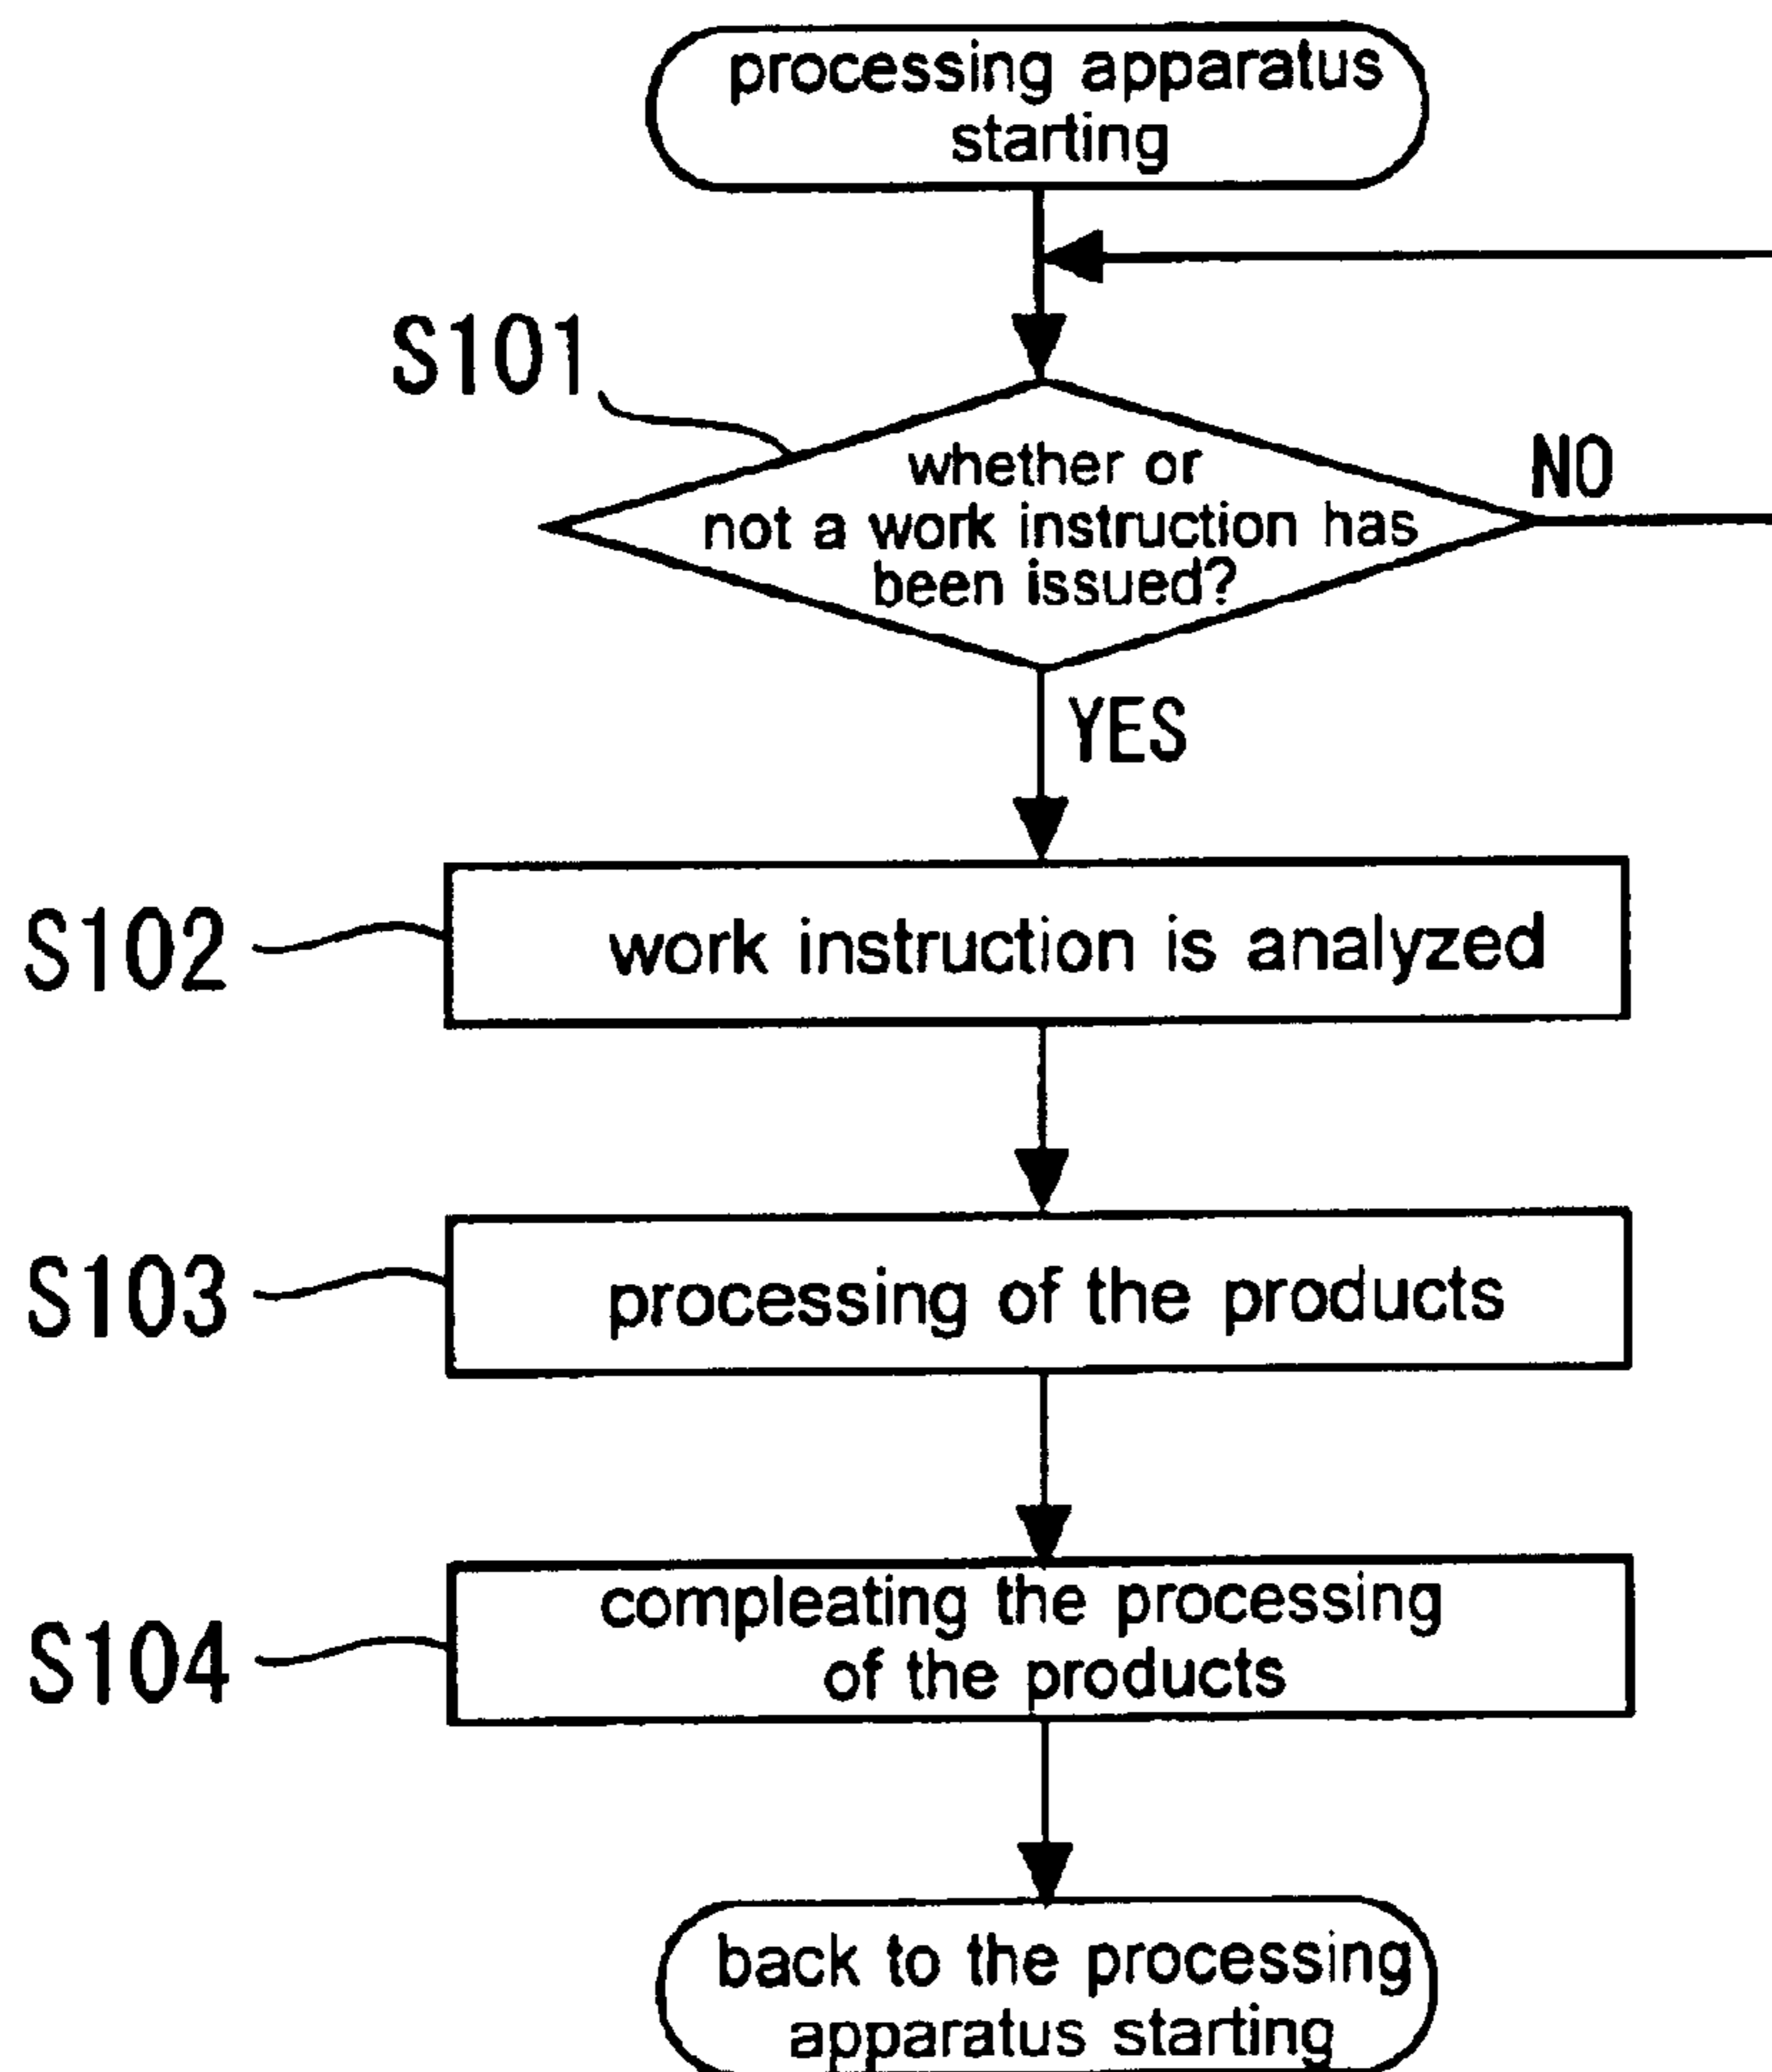 processing apparatus
starting
S101
whether or
not a work instruction has
been issued?
NO
YES
S102
work instruction is analyzed
S103
processing of the products
S104
compleating the processing
of the products
back to the processing
apparatus starting